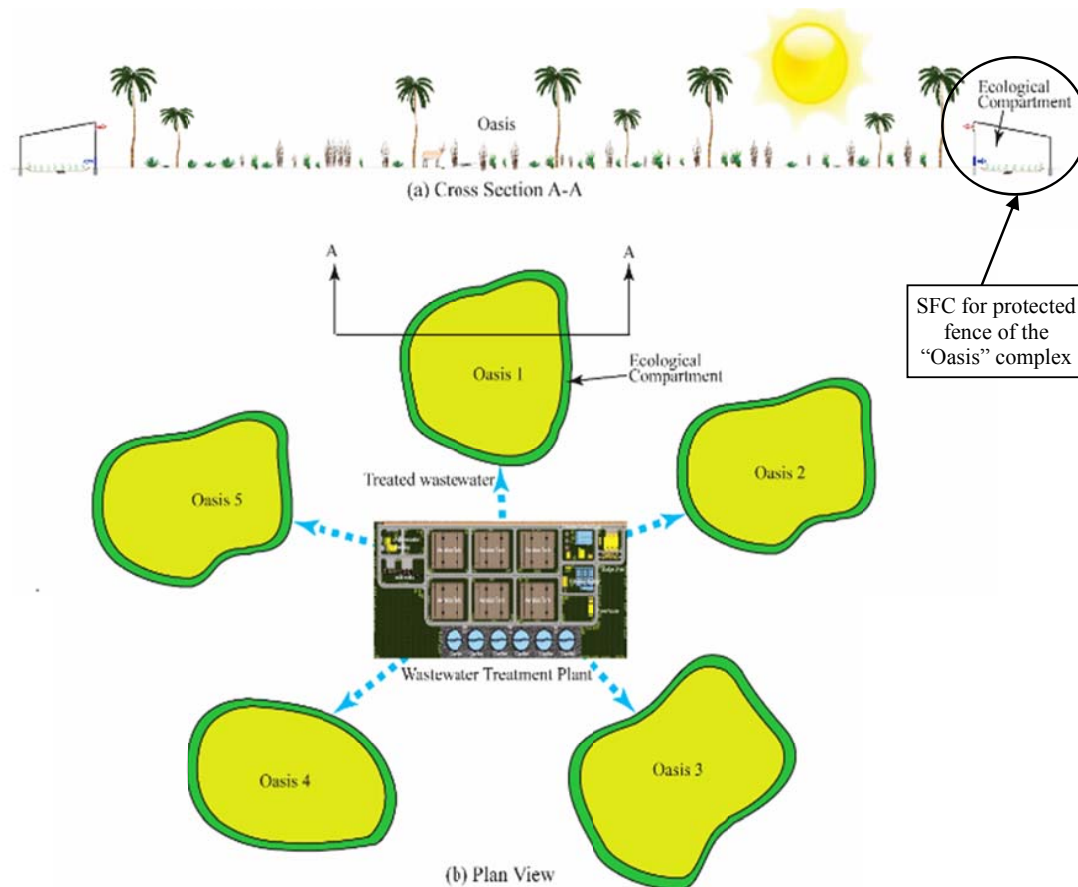 Ecological
Compartment
Oasis
(a) Cross Section A-A
A
A
SFC for protected
fence of the
“Oasis” complex
Oasis 1
Ecological
Compartment
Oasis 2
Treated wastewater
Oasis 5
Wastewater Treatment Plant
Oasis 3
Oasis 4
(b) Plan View